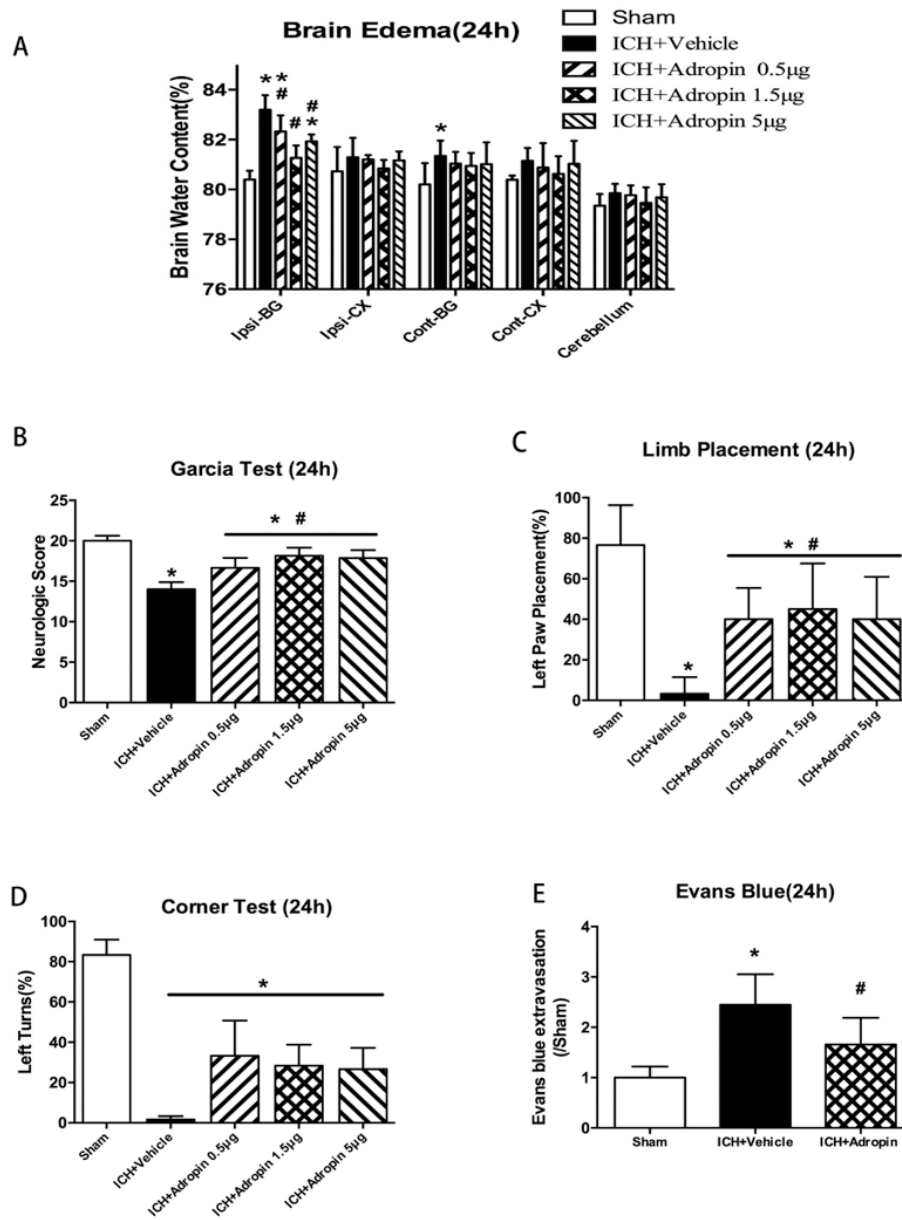 A
Brain Edema(24h)
Sham
ICH+Vehicle
ICH+Adropin 0.5µg
ICH+Adropin 1.5µg
ICH+Adropin 5µg
Brain Water Content(%)
84
82
80
78
76
* * # # # *
*
Ipsi-BG
Ipsi-CX
Cont-BG
Cont-CX
Cerebellum
B
Garcia Test (24h)
Neurologic Score
25
20
15
10
5
0
*
* #
Sham
ICH+Vehicle
ICH+Adropin 0.5µg
ICH+Adropin 1.5µg
ICH+Adropin 5µg
C
Limb Placement (24h)
Left Paw Placement(%)
100
80
60
40
20
0
*
* #
Sham
ICH+Vehicle
ICH+Adropin 0.5µg
ICH+Adropin 1.5µg
ICH+Adropin 5µg
D
Corner Test (24h)
Left Turns(%)
100
80
60
40
20
0
*
Sham
ICH+Vehicle
ICH+Adropin 0.5µg
ICH+Adropin 1.5µg
ICH+Adropin 5µg
E
Evans Blue(24h)
Evans blue extravasation
(/Sham)
4
3
2
1
0
*
#
Sham
ICH+Vehicle
ICH+Adropin